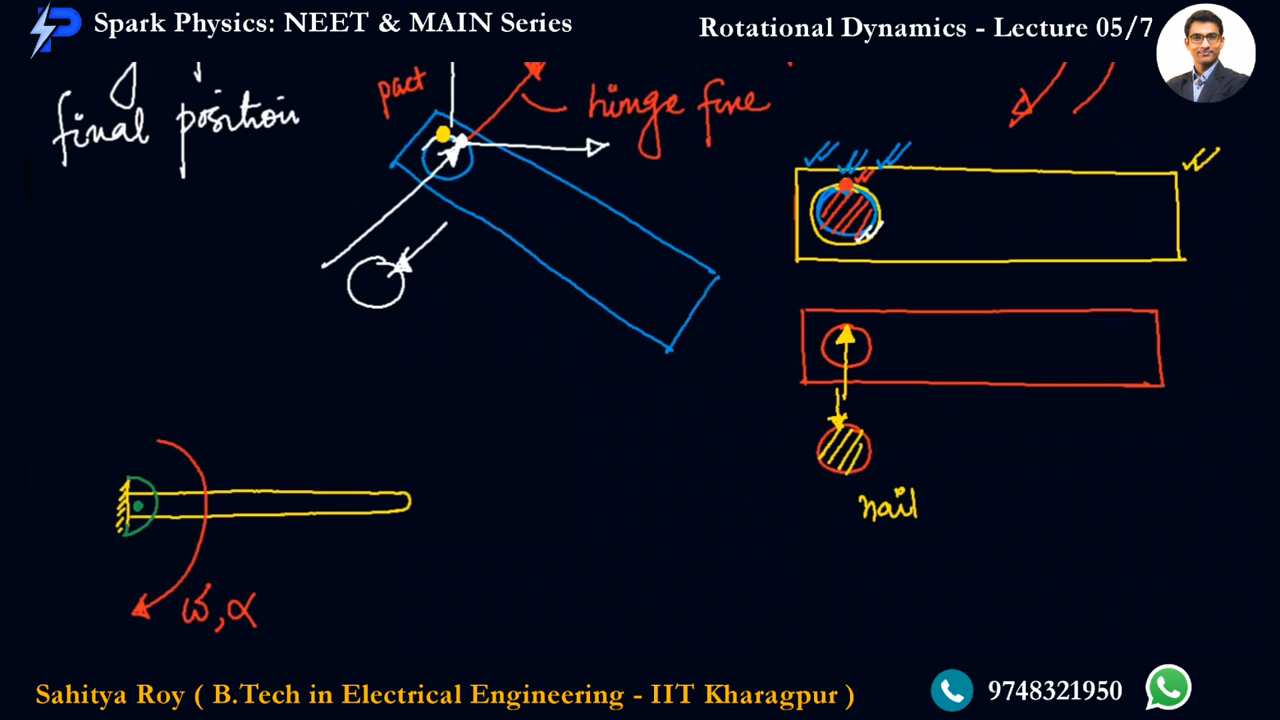 Spark Physics: NEET & MAIN Series
Rotational Dynamics - Lecture 05/7
pact
hinge
final position
nail
ω, α
Sahitya Roy ( B.Tech in Electrical Engineering - IIT Kharagpur )
9748321950